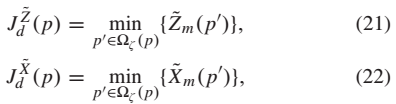 J_d^{\tilde{Z}}(p) = \min_{p' \in \Omega_\zeta(p)} \{\tilde{Z}_m(p')\}, (21)
J_d^{\tilde{X}}(p) = \min_{p' \in \Omega_\zeta(p)} \{\tilde{X}_m(p')\}, (22)